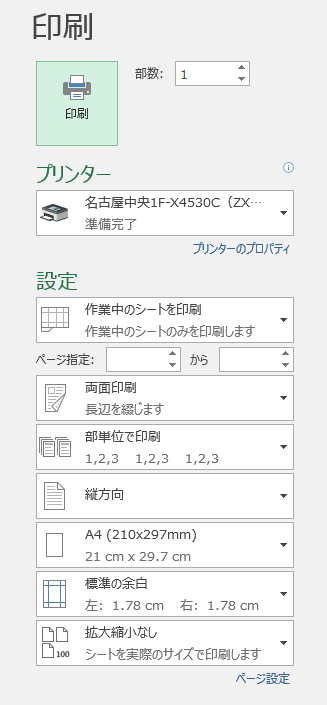 印刷
部数: 1
印刷
プリンター
名古屋中央1F-X4530C（ZX…
準備完了
プリンターのプロパティ
設定
作業中のシートを印刷
作業中のシートのみを印刷します
ページ指定: から
両面印刷
長辺を綴じます
部単位で印刷
1,2,3 1,2,3 1,2,3
縦方向
A4 (210x297mm)
21 cm x 29.7 cm
標準の余白
左: 1.78 cm 右: 1.78 cm
拡大縮小なし
シートを実際のサイズで印刷します
100
ページ設定